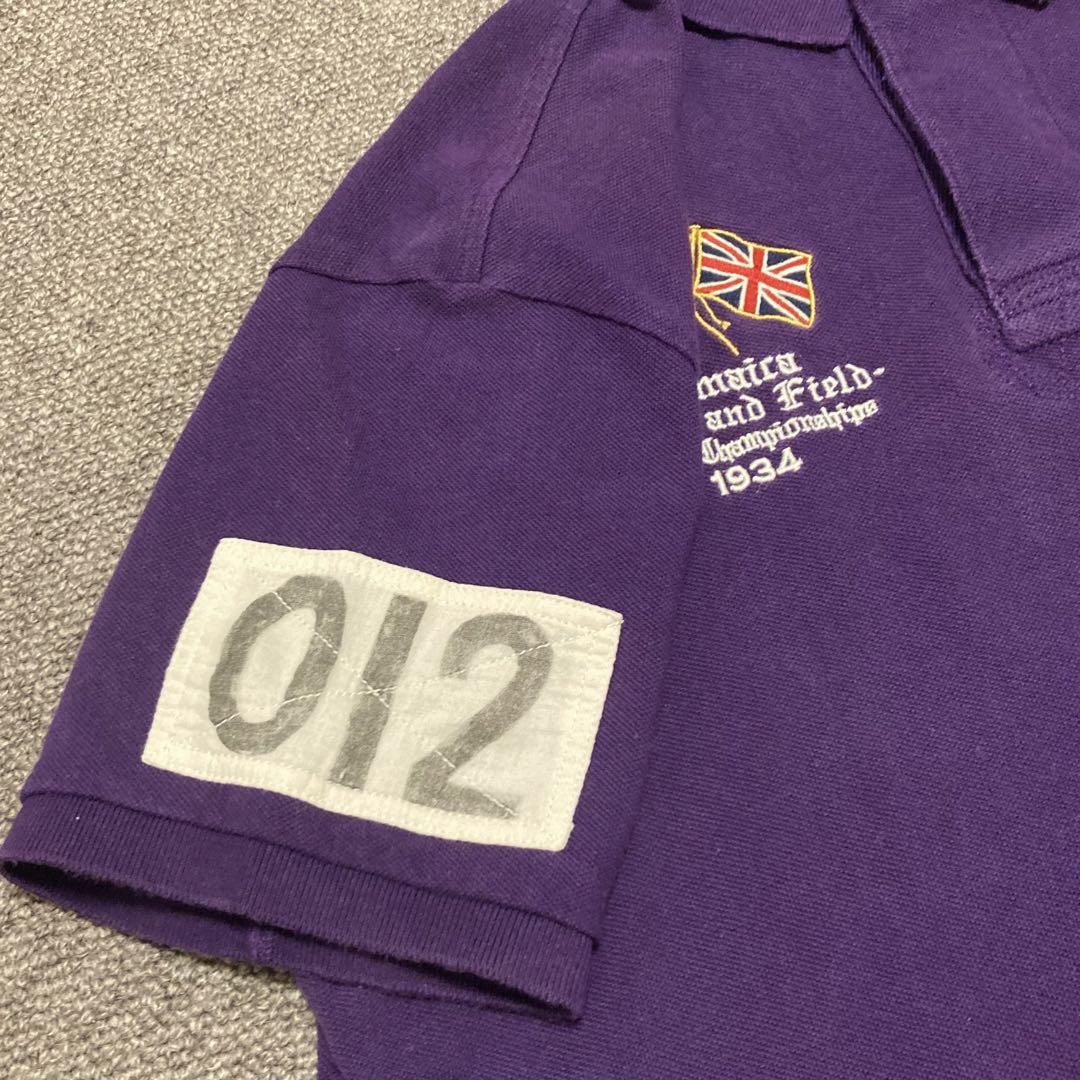 maica
and Field-
Championships
1934
012